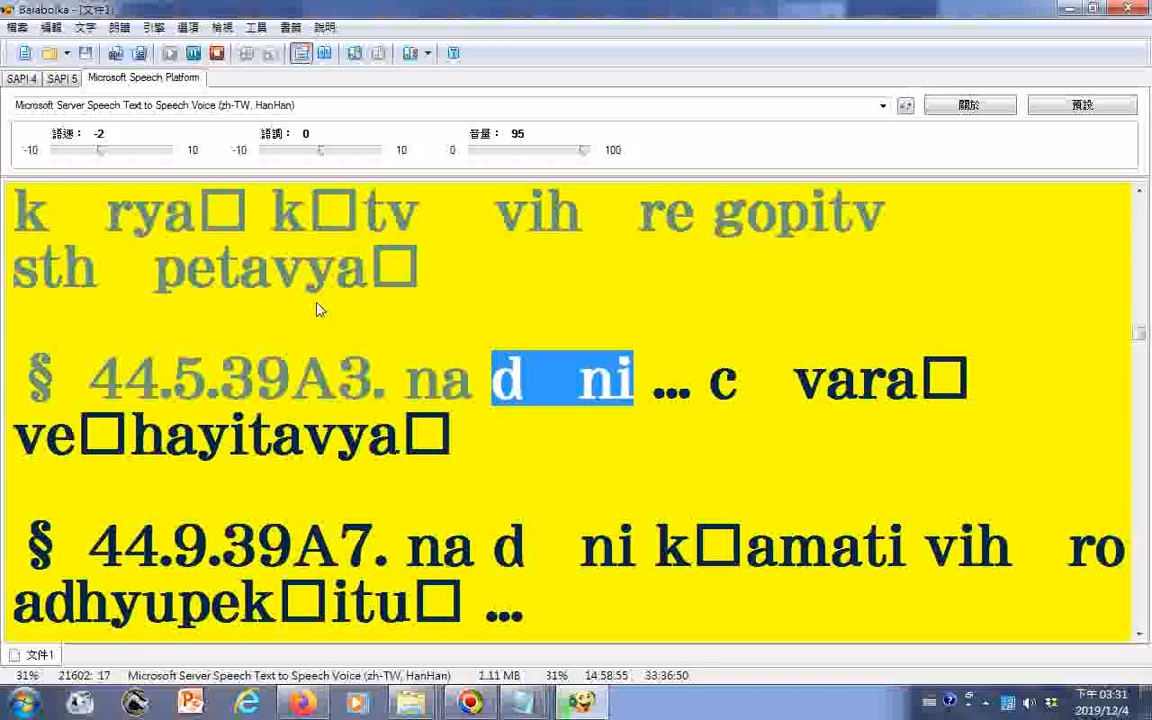 Balabolka - [文件1]
檔案 編輯 文字 朗讀 引擎 選項 檢視 工具 書籤 說明
SAPI 4 SAPI 5 Microsoft Speech Platform
Microsoft Server Speech Text to Speech Voice (zh-TW, HanHan) 關於 預設
語速： -2 語調： 0 音量： 95
-10 10 -10 10 0 100
k rya□ k□tv vih re gopitv
sth petavya□
§ 44.5.39A3. na d ni ... c vara□
ve□hayitavya□
§ 44.9.39A7. na d ni k□amati vih ro
adhyupek□itu□ ...
文件1
31% 21602: 17 Microsoft Server Speech Text to Speech Voice (zh-TW, HanHan) 1.11 MB 31% 14:58:55 33:36:50
下午 03:31
2019/12/4